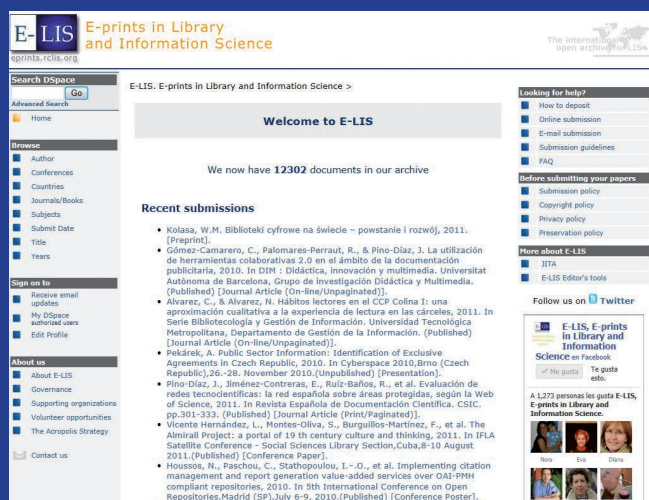 E-LIS
eprints.rclis.org
E-prints in Library
and Information Science
The international
open archive for LIS
Search DSpace
Go
Advanced Search
Home
Browse
Author
Conferences
Countries
Journals/Books
Subjects
Submit Date
Title
Years
Sign on to
Receive email
updates
My DSpace
authorized users
Edit Profile
About us
About E-LIS
Governance
Supporting organizations
Volunteer opportunities
The Acropolis Strategy
Contact us
E-LIS. E-prints in Library and Information Science >
Welcome to E-LIS
We now have 12302 documents in our archive
Recent submissions
• Kolasa, W.M. Biblioteki cyfrowe na świecie – powstanie i rozwój, 2011.
[Preprint].
• Gómez-Camarero, C., Palomares-Perraut, R., & Pino-Díaz, J. La utilización
de herramientas colaborativas 2.0 en el ámbito de la documentación
publicitaria, 2010. In DIM : Didáctica, innovación y multimedia. Universitat
Autònoma de Barcelona, Grupo de investigación Didáctica y Multimedia.
(Published) [Journal Article (On-line/Unpaginated)].
• Alvarez, C., & Alvarez, N. Hábitos lectores en el CCP Colina I: una
aproximación cualitativa a la experiencia de lectura en las cárceles, 2011. In
Serie Bibliotecología y Gestión de Información. Universidad Tecnológica
Metropolitana, Departamento de Gestión de la Información. (Published)
[Journal Article (On-line/Unpaginated)].
• Pekárek, A. Public Sector Information: Identification of Exclusive
Agreements in Czech Republic, 2010. In Cyberspace 2010,Brno (Czech
Republic),26.-28. November 2010.(Unpublished) [Presentation].
• Pino-Díaz, J., Jiménez-Contreras, E., Ruíz-Baños, R., et al. Evaluación de
redes tecnocientíficas: la red española sobre áreas protegidas, según la Web
of Science, 2011. In Revista Española de Documentación Científica. CSIC.
pp.301-333. (Published) [Journal Article (Print/Paginated)].
• Vicente Hernández, L., Montes-Oliva, S., Burguillos-Martínez, F., et al. The
Almirall Project: a portal of 19 th century culture and thinking, 2011. In IFLA
Satellite Conference - Social Sciences Library Section,Cuba,8-10 August
2011.(Published) [Conference Paper].
• Houssos, N., Paschou, C., Stathopoulou, I.-.O., et al. Implementing citation
management and report generation value-added services over OAI-PMH
compliant repositories, 2010. In 5th International Conference on Open
Repositories,Madrid (SP),July 6-9, 2010.(Published) [Conference Poster].
Looking for help?
How to deposit
Online submission
E-mail submission
Submission guidelines
FAQ
Before submitting your papers
Submission policy
Copyright policy
Privacy policy
Preservation policy
More about E-LIS
JITA
E-LIS Editor's tools
Follow us on Twitter
E-LIS, E-prints
in Library and
Information
Science en Facebook
Me gusta
Te gusta
esto.
A 1,273 personas les gusta E-LIS,
E-prints in Library and
Information Science.
Nora
Eva
Diana